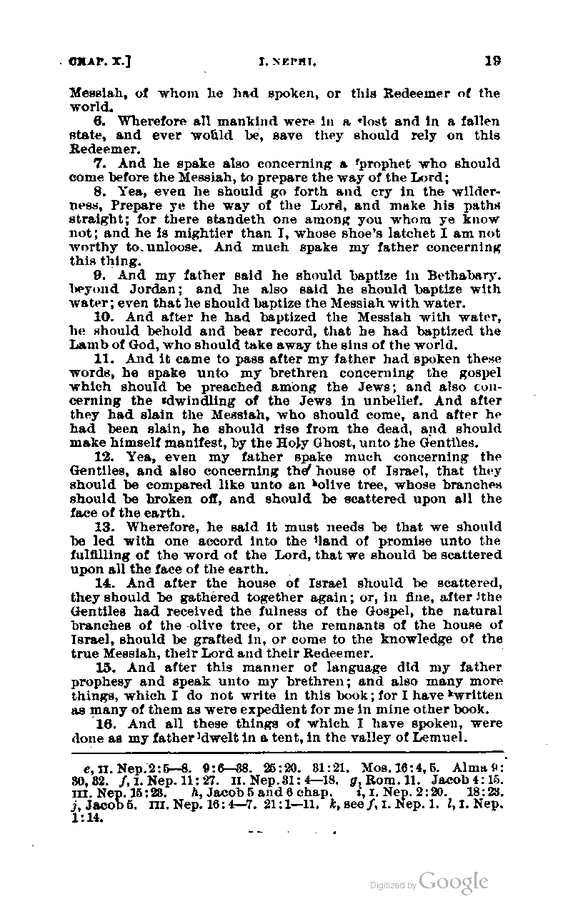 CHAP. X.] I. NEPHI. 19
Messiah, of whom he had spoken, or this Redeemer of the
world.
6. Wherefore all mankind were in a ᵉlost and in a fallen
state, and ever would be, save they should rely on this
Redeemer.
7. And he spake also concerning a ᶠprophet who should
come before the Messiah, to prepare the way of the Lord;
8. Yea, even he should go forth and cry in the wilder-
ness, Prepare ye the way of the Lord, and make his paths
straight; for there standeth one among you whom ye know
not; and he is mightier than I, whose shoe's latchet I am not
worthy to unloose. And much spake my father concerning
this thing.
9. And my father said he should baptize in Bethabary,
beyond Jordan; and he also said he should baptize with
water; even that he should baptize the Messiah with water.
10. And after he had baptized the Messiah with water,
he should behold and bear record, that he had baptized the
Lamb of God, who should take away the sins of the world.
11. And it came to pass after my father had spoken these
words, he spake unto my brethren concerning the gospel
which should be preached among the Jews; and also con-
cerning the ᵍdwindling of the Jews in unbelief. And after
they had slain the Messiah, who should come, and after he
had been slain, he should rise from the dead, and should
make himself manifest, by the Holy Ghost, unto the Gentiles.
12. Yea, even my father spake much concerning the
Gentiles, and also concerning the house of Israel, that they
should be compared like unto an ʰolive tree, whose branches
should be broken off, and should be scattered upon all the
face of the earth.
13. Wherefore, he said it must needs be that we should
be led with one accord into the ⁱland of promise unto the
fulfilling of the word of the Lord, that we should be scattered
upon all the face of the earth.
14. And after the house of Israel should be scattered,
they should be gathered together again; or, in fine, after ʲthe
Gentiles had received the fulness of the Gospel, the natural
branches of the olive tree, or the remnants of the house of
Israel, should be grafted in, or come to the knowledge of the
true Messiah, their Lord and their Redeemer.
15. And after this manner of language did my father
prophesy and speak unto my brethren; and also many more
things, which I do not write in this book; for I have ᵏwritten
as many of them as were expedient for me in mine other book.
16. And all these things of which I have spoken, were
done as my father ˡdwelt in a tent, in the valley of Lemuel.
e, II. Nep. 2:5—8. 9:6—38. 25:20. 31:21. Mos. 16:4, 5. Alma 9:
30, 32. f, I. Nep. 11:27. II. Nep. 31:4—18. g, Rom. 11. Jacob 4:15.
III. Nep. 15:28. h, Jacob 5 and 6 chap. i, I. Nep. 2:20. 18:23.
j, Jacob 5. III. Nep. 16:4—7. 21:1—11. k, see f, I. Nep. 1. l, I. Nep.
1:14.
Digitized by Google